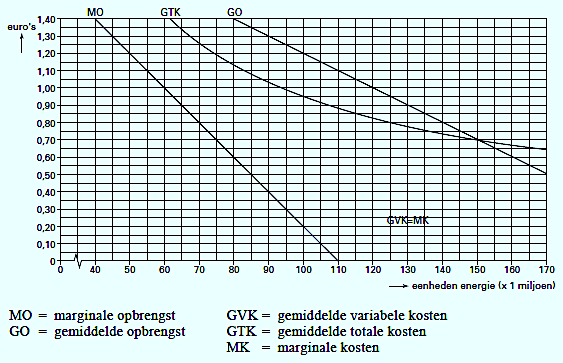 MO GTK GO
euro's
1,40
1,30
1,20
1,10
1,00
0,90
0,80
0,70
0,60
0,50
0,40
0,30
0,20
0,10
0
GVK=MK
0 40 50 60 70 80 90 100 110 120 130 140 150 160 170
eenheden energie (x 1 miljoen)
MO = marginale opbrengst GVK = gemiddelde variabele kosten
GO = gemiddelde opbrengst GTK = gemiddelde totale kosten
MK = marginale kosten